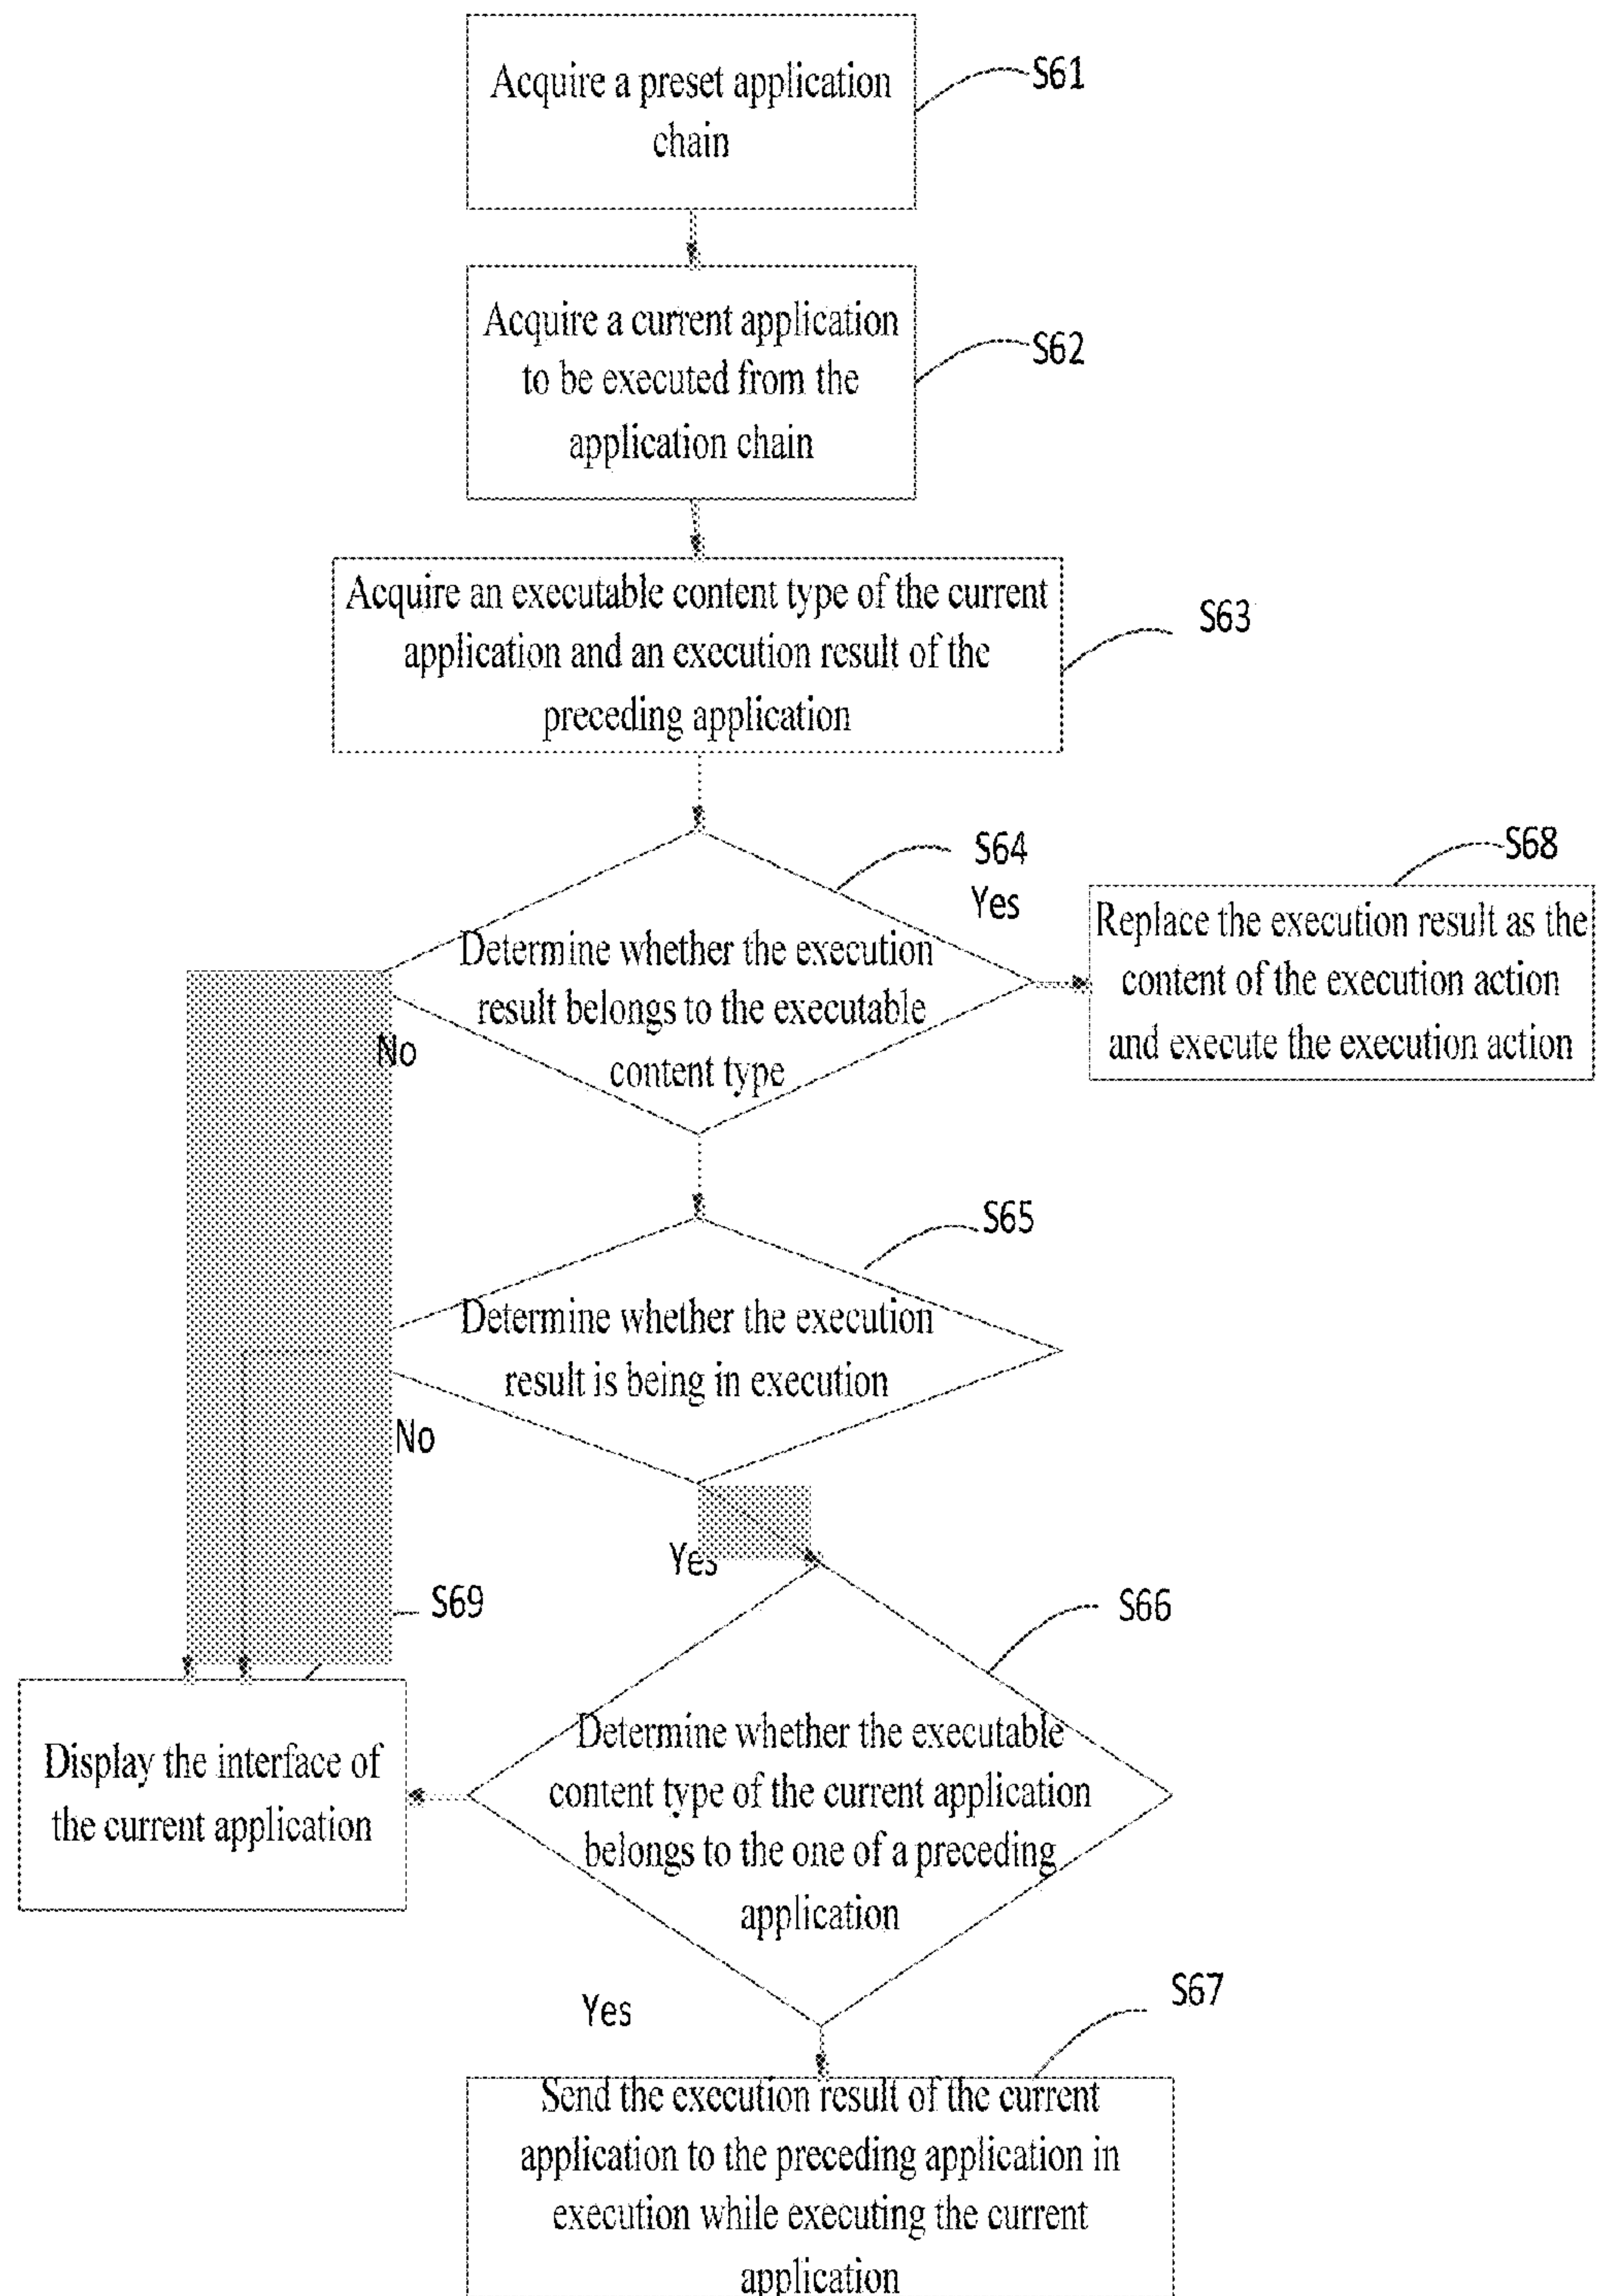 Acquire a preset application
chain
S61
Acquire a current application
to be executed from the
application chain
S62
Acquire an executable content type of the current
application and an execution result of the
preceding application
S63
S64
Yes
Determine whether the execution
result belongs to the executable
content type
No
S68
Replace the execution result as the
content of the execution action
and execute the execution action
S65
Determine whether the execution
result is being in execution
No
Yes
S69
Display the interface of
the current application
S66
Determine whether the executable
content type of the current application
belongs to the one of a preceding
application
Yes
S67
Send the execution result of the current
application to the preceding application in
execution while executing the current
application